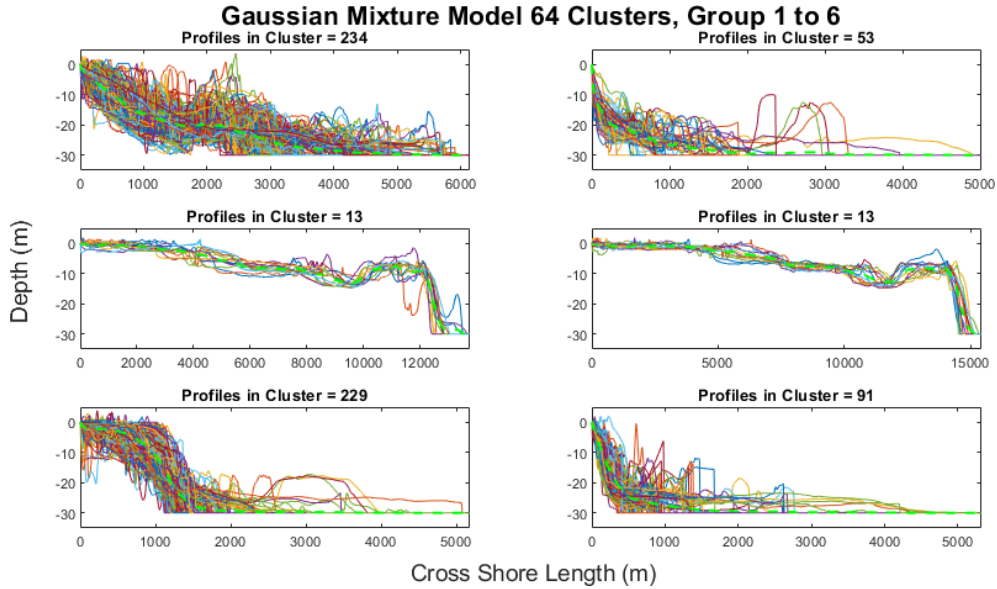 Gaussian Mixture Model 64 Clusters, Group 1 to 6
Profiles in Cluster = 234
0
-10
-20
-30
0 1000 2000 3000 4000 5000 6000
Profiles in Cluster = 53
0
-10
-20
-30
0 1000 2000 3000 4000 5000
Depth (m)
Profiles in Cluster = 13
0
-10
-20
-30
0 2000 4000 6000 8000 10000 12000
Profiles in Cluster = 13
0
-10
-20
-30
0 5000 10000 15000
Profiles in Cluster = 229
0
-10
-20
-30
0 1000 2000 3000 4000 5000
Profiles in Cluster = 91
0
-10
-20
-30
0 1000 2000 3000 4000 5000
Cross Shore Length (m)